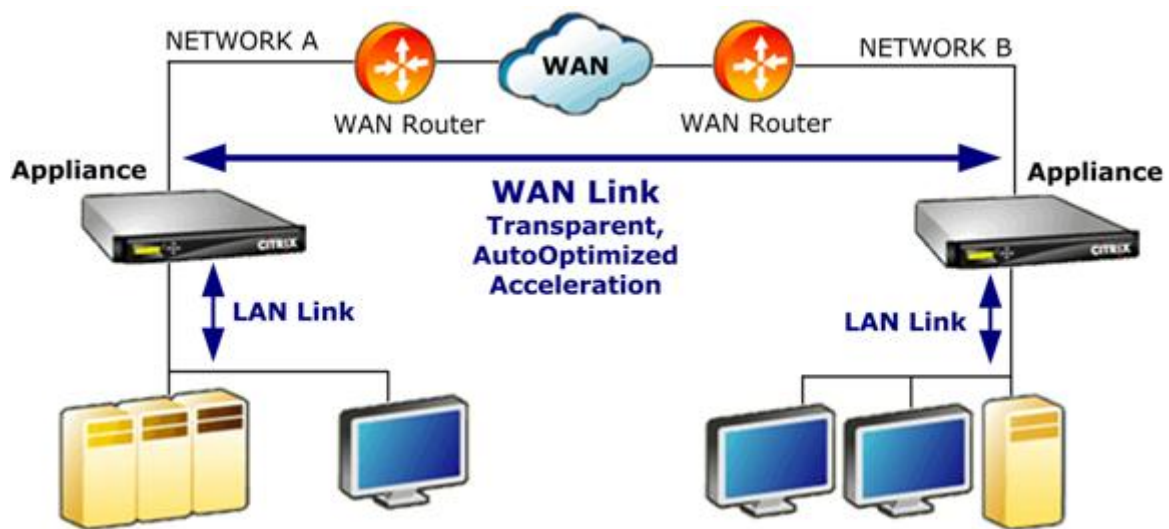 NETWORK A
WAN
NETWORK B
WAN Router
WAN Router
Appliance
Appliance
WAN Link
Transparent,
AutoOptimized
Acceleration
CITRIX
CITRIX
LAN Link
LAN Link